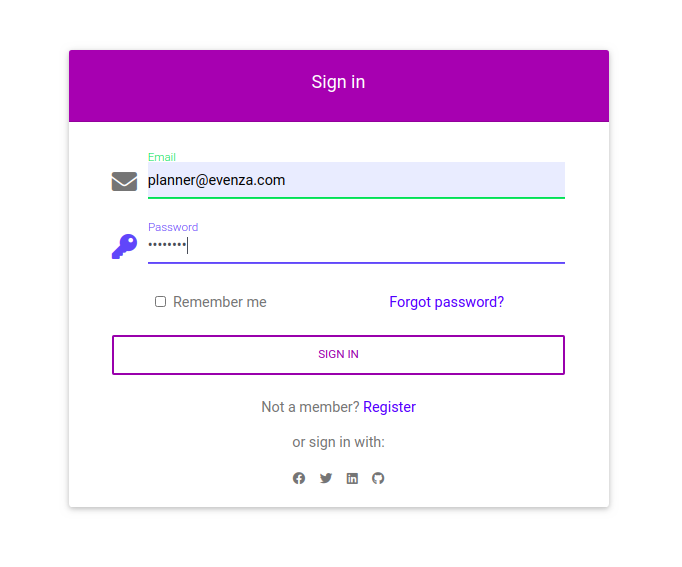 Sign in
Email
planner@evenza.com
Password
••••••••
Remember me Forgot password?
SIGN IN
Not a member? Register
or sign in with: